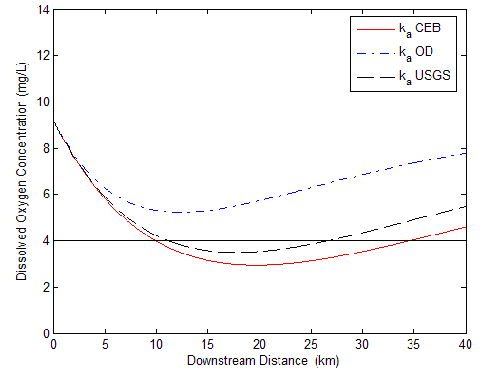 14
12
10
8
6
4
2
0
Dissolved Oxygen Concentration (mg/L)
k_a CEB
k_a OD
k_a USGS
0 5 10 15 20 25 30 35 40
Downstream Distance (km)